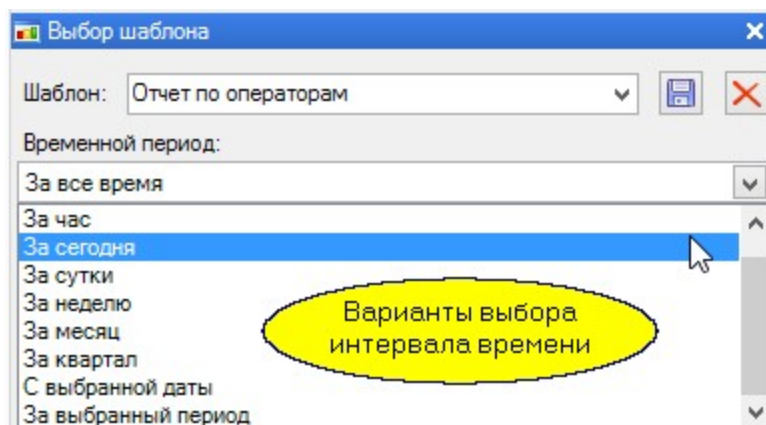 Выбор шаблона
Шаблон: Отчет по операторам
Временной период:
За все время
За час
За сегодня
За сутки
За неделю
За месяц
За квартал
С выбранной даты
За выбранный период
Варианты выбора
интервала времени